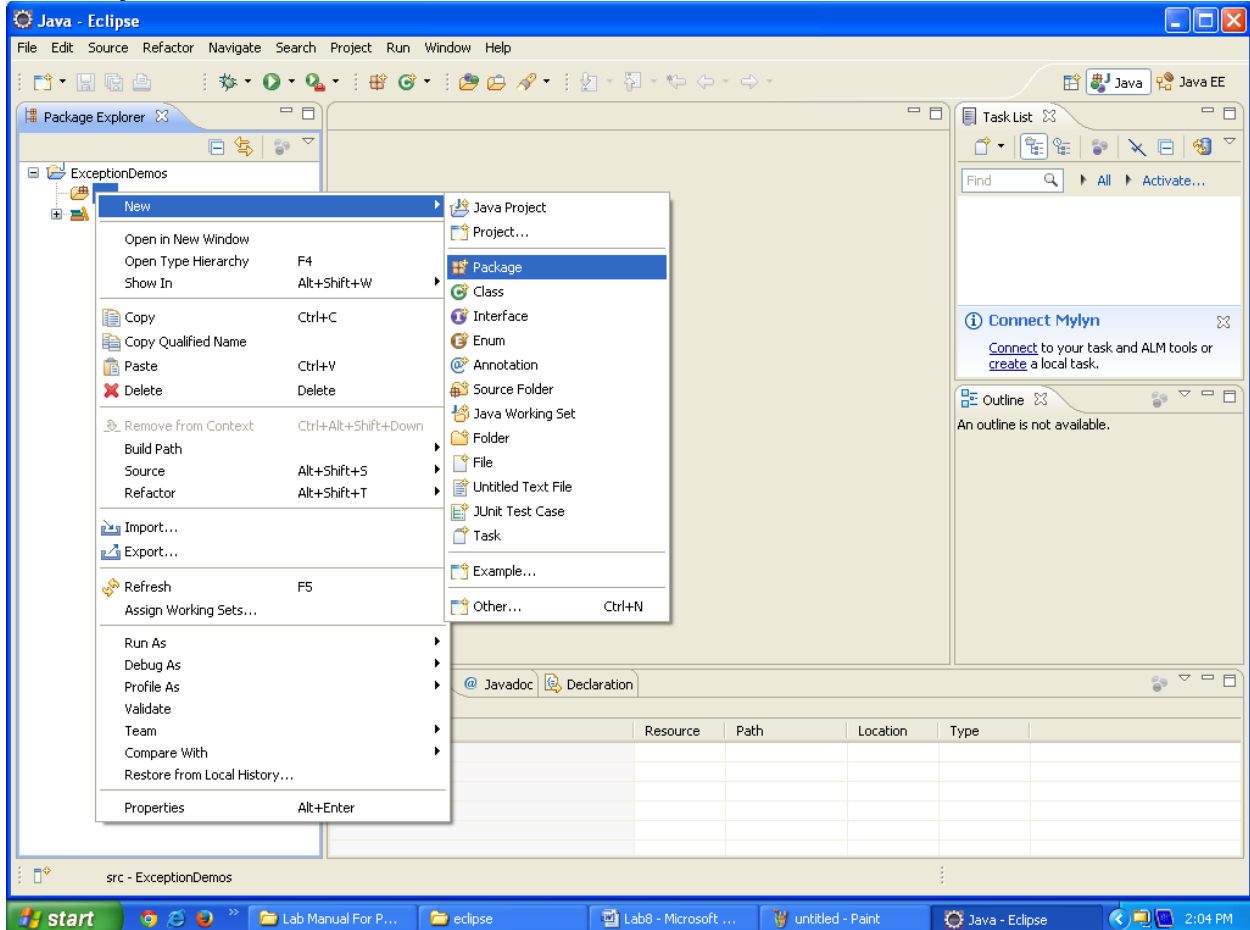 Java - Eclipse
File Edit Source Refactor Navigate Search Project Run Window Help
Java Java EE
Package Explorer
Task List
ExceptionDemos
Find All Activate...
New
Open in New Window
Open Type Hierarchy F4
Show In Alt+Shift+W
Copy Ctrl+C
Copy Qualified Name
Paste Ctrl+V
Delete Delete
Remove from Context Ctrl+Alt+Shift+Down
Build Path
Source Alt+Shift+S
Refactor Alt+Shift+T
Import...
Export...
Refresh F5
Assign Working Sets...
Run As
Debug As
Profile As
Validate
Team
Compare With
Restore from Local History...
Properties Alt+Enter
Java Project
Project...
Package
Class
Interface
Enum
Annotation
Source Folder
Java Working Set
Folder
File
Untitled Text File
JUnit Test Case
Task
Example...
Other... Ctrl+N
Connect Mylyn
Connect to your task and ALM tools or
create a local task.
Outline
An outline is not available.
@ Javadoc Declaration
Resource Path Location Type
src - ExceptionDemos
start
Lab Manual For P... eclipse Lab8 - Microsoft ... untitled - Paint Java - Eclipse 2:04 PM